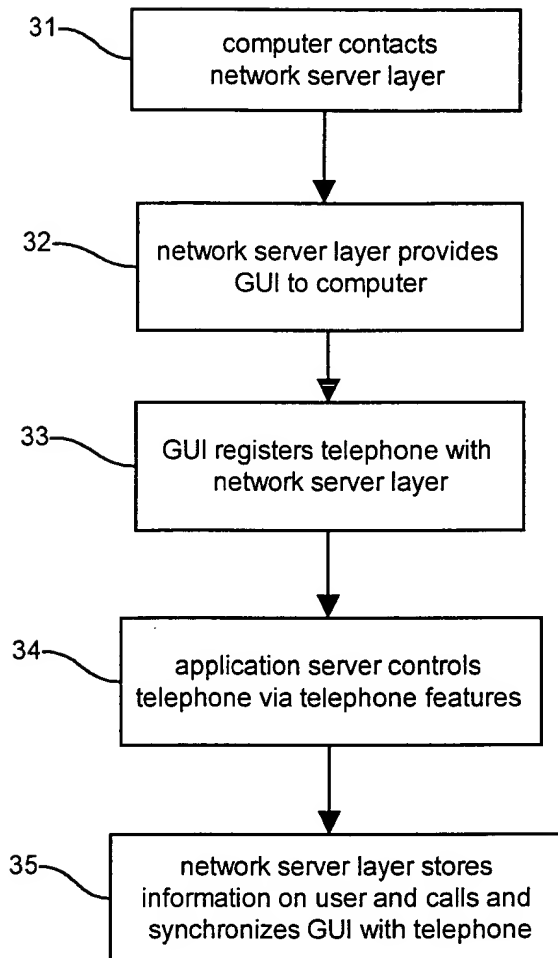 31
computer contacts
network server layer
32
network server layer provides
GUI to computer
33
GUI registers telephone with
network server layer
34
application server controls
telephone via telephone features
35
network server layer stores
information on user and calls and
synchronizes GUI with telephone